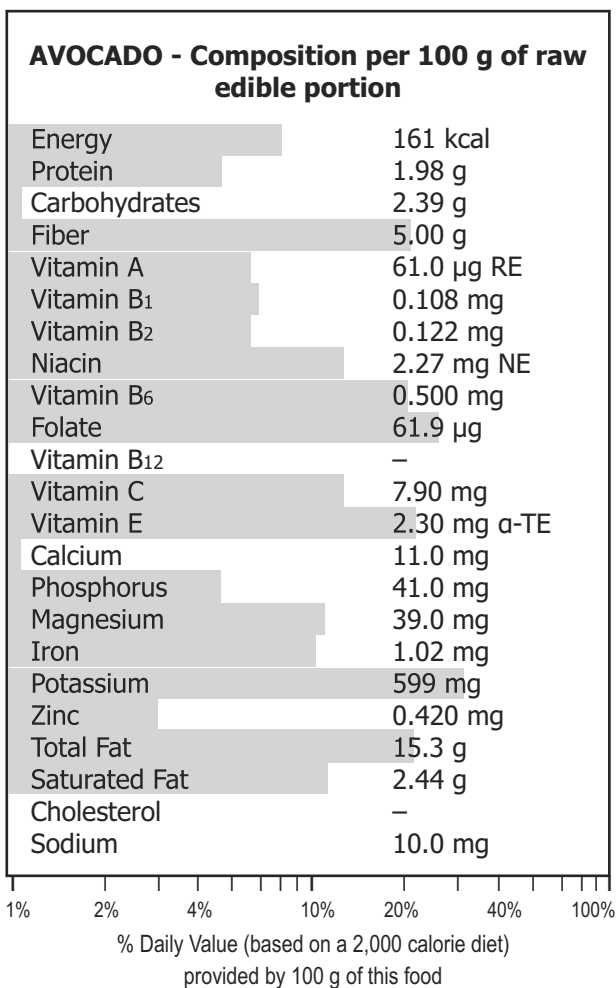 AVOCADO - Composition per 100 g of raw
edible portion
Energy 161 kcal
Protein 1.98 g
Carbohydrates 2.39 g
Fiber 5.00 g
Vitamin A 61.0 µg RE
Vitamin B1 0.108 mg
Vitamin B2 0.122 mg
Niacin 2.27 mg NE
Vitamin B6 0.500 mg
Folate 61.9 µg
Vitamin B12 –
Vitamin C 7.90 mg
Vitamin E 2.30 mg α-TE
Calcium 11.0 mg
Phosphorus 41.0 mg
Magnesium 39.0 mg
Iron 1.02 mg
Potassium 599 mg
Zinc 0.420 mg
Total Fat 15.3 g
Saturated Fat 2.44 g
Cholesterol –
Sodium 10.0 mg
1% 2% 4% 10% 20% 40% 100%
% Daily Value (based on a 2,000 calorie diet)
provided by 100 g of this food